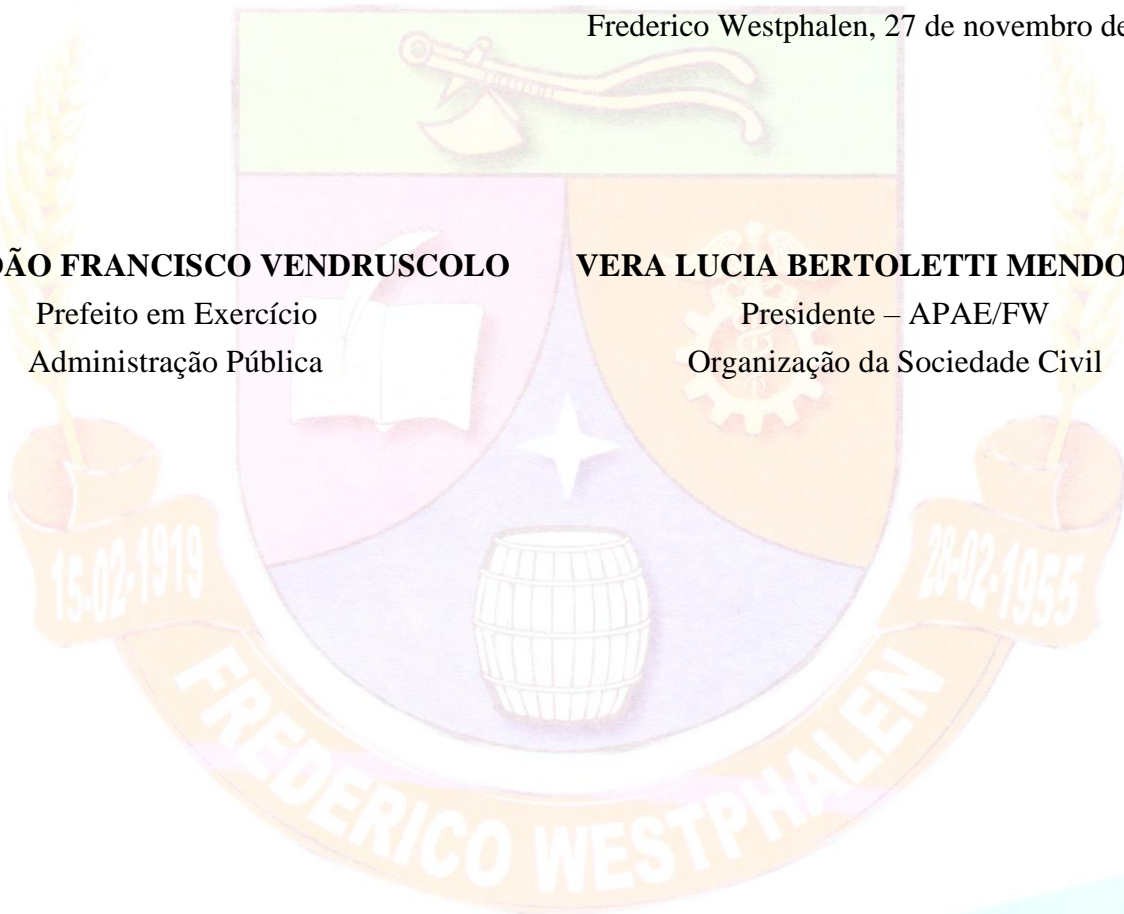 Frederico Westphalen, 27 de novembro de
FRANCISCO VENDRUSCOLO
VERA LUCIA BERTOLETTI
Prefeito em Exercício
Presidente – APAE/FW
Administração Pública
Organização da Sociedade Civil
15-02-1919
28-02-1955
FREDERICO WESTPHALEN